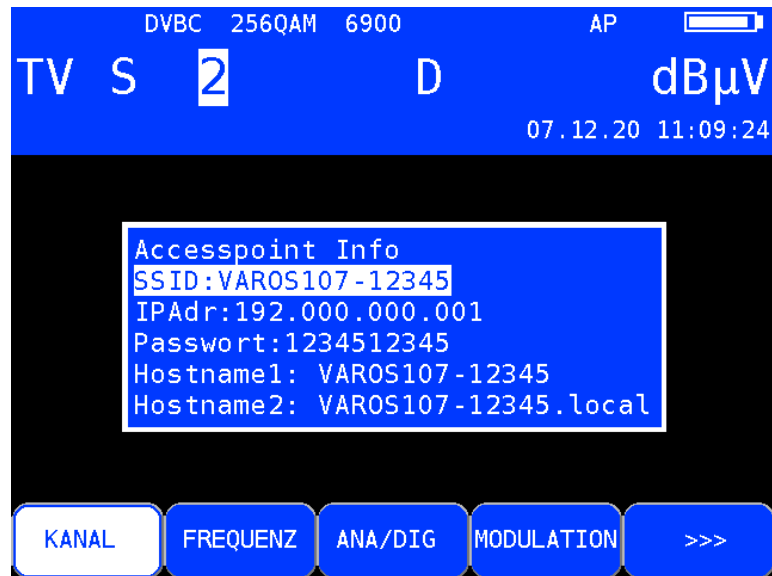 DVBC 256QAM 6900 AP
TV S 2 D dBµV
07.12.20 11:09:24
Accesspoint Info
SSID:VAROS107-12345
IPAdr:192.000.000.001
Passwort:1234512345
Hostname1: VAROS107-12345
Hostname2: VAROS107-12345.local
KANAL FREQUENZ ANA/DIG MODULATION >>>